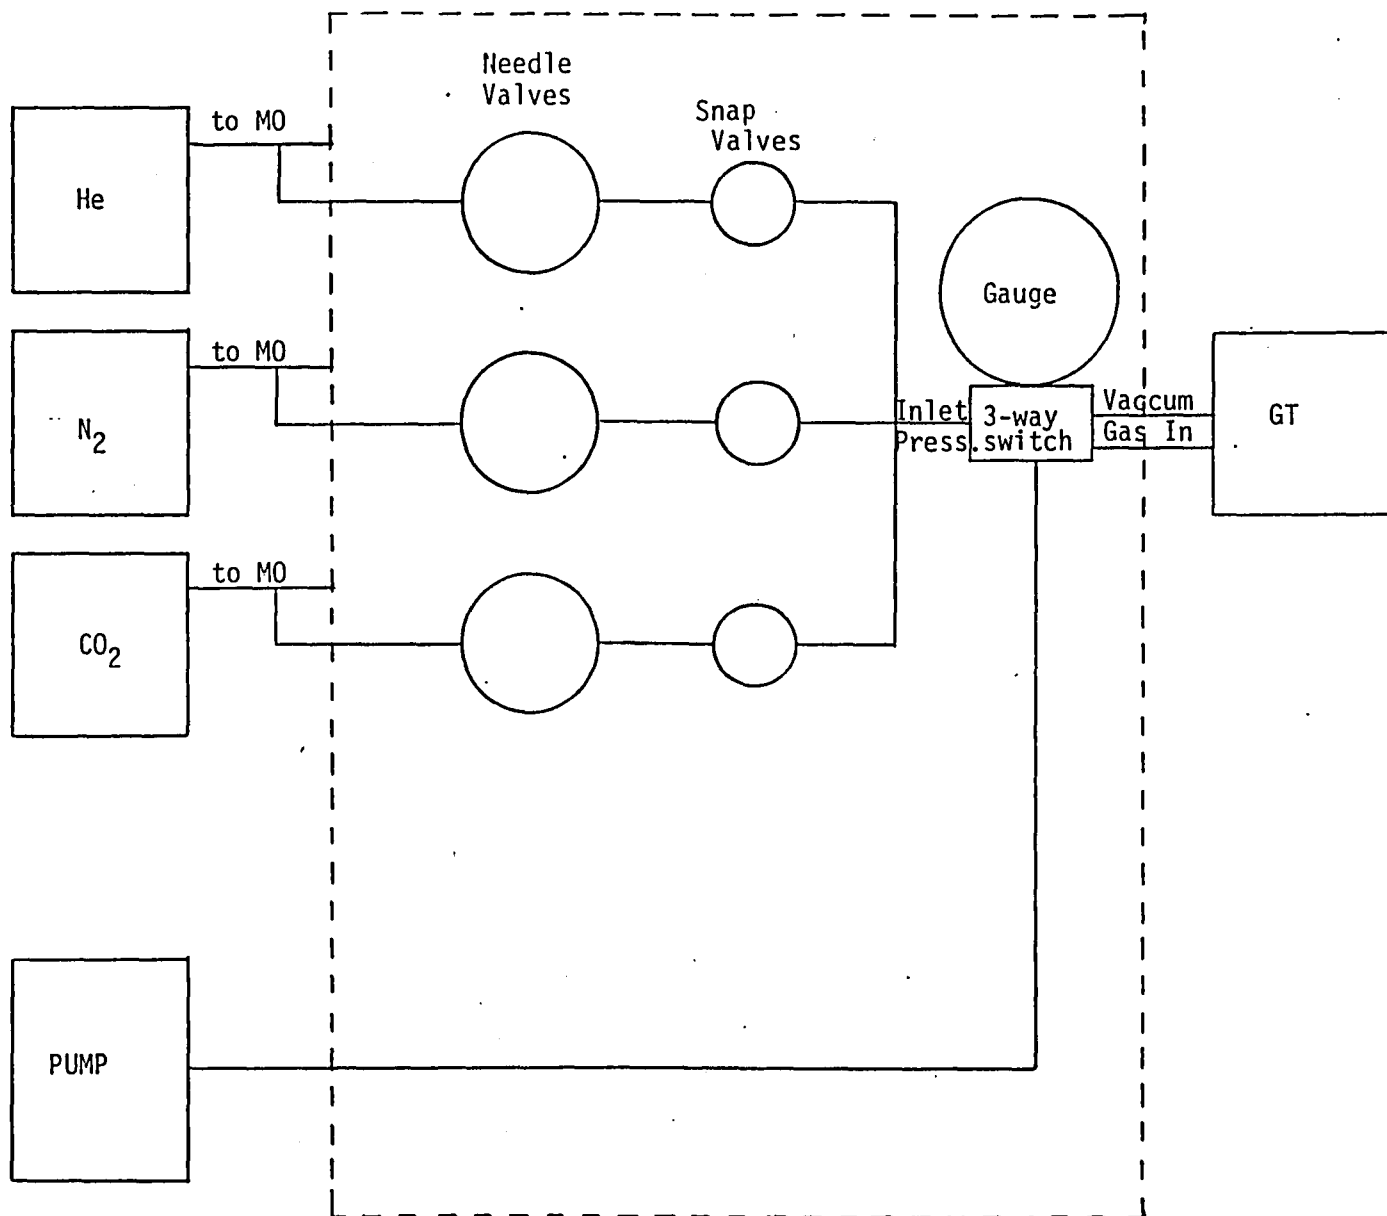 Needle
Valves
Snap
Valves
to MO
He
Gauge
to MO
N2
Inlet
Press.
3-way
switch
Vaccum
Gas In
GT
to MO
CO2
PUMP